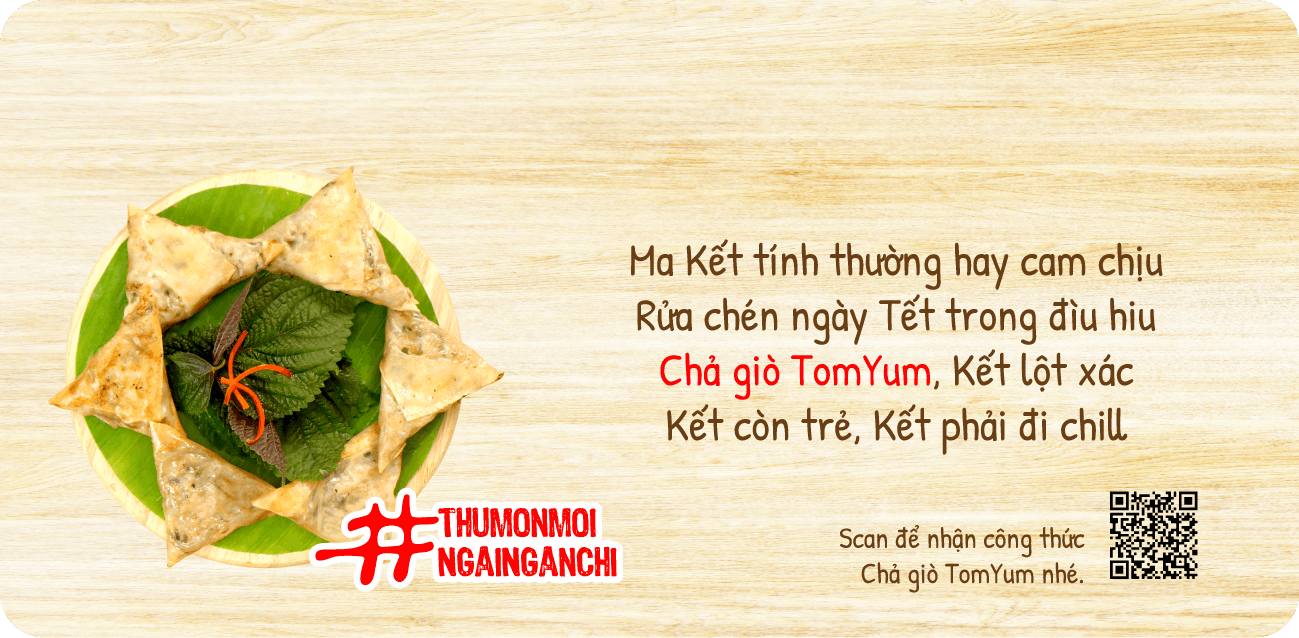 Ma Kết tính thường hay cam chịu
Rửa chén ngày Tết trong đìu hiu
Chả giò TomYum, Kết lột xác
Kết còn trẻ, Kết phải đi chill
#THUMONMOI
NGAINGANCHI
Scan để nhận công thức
Chả giò TomYum nhé.